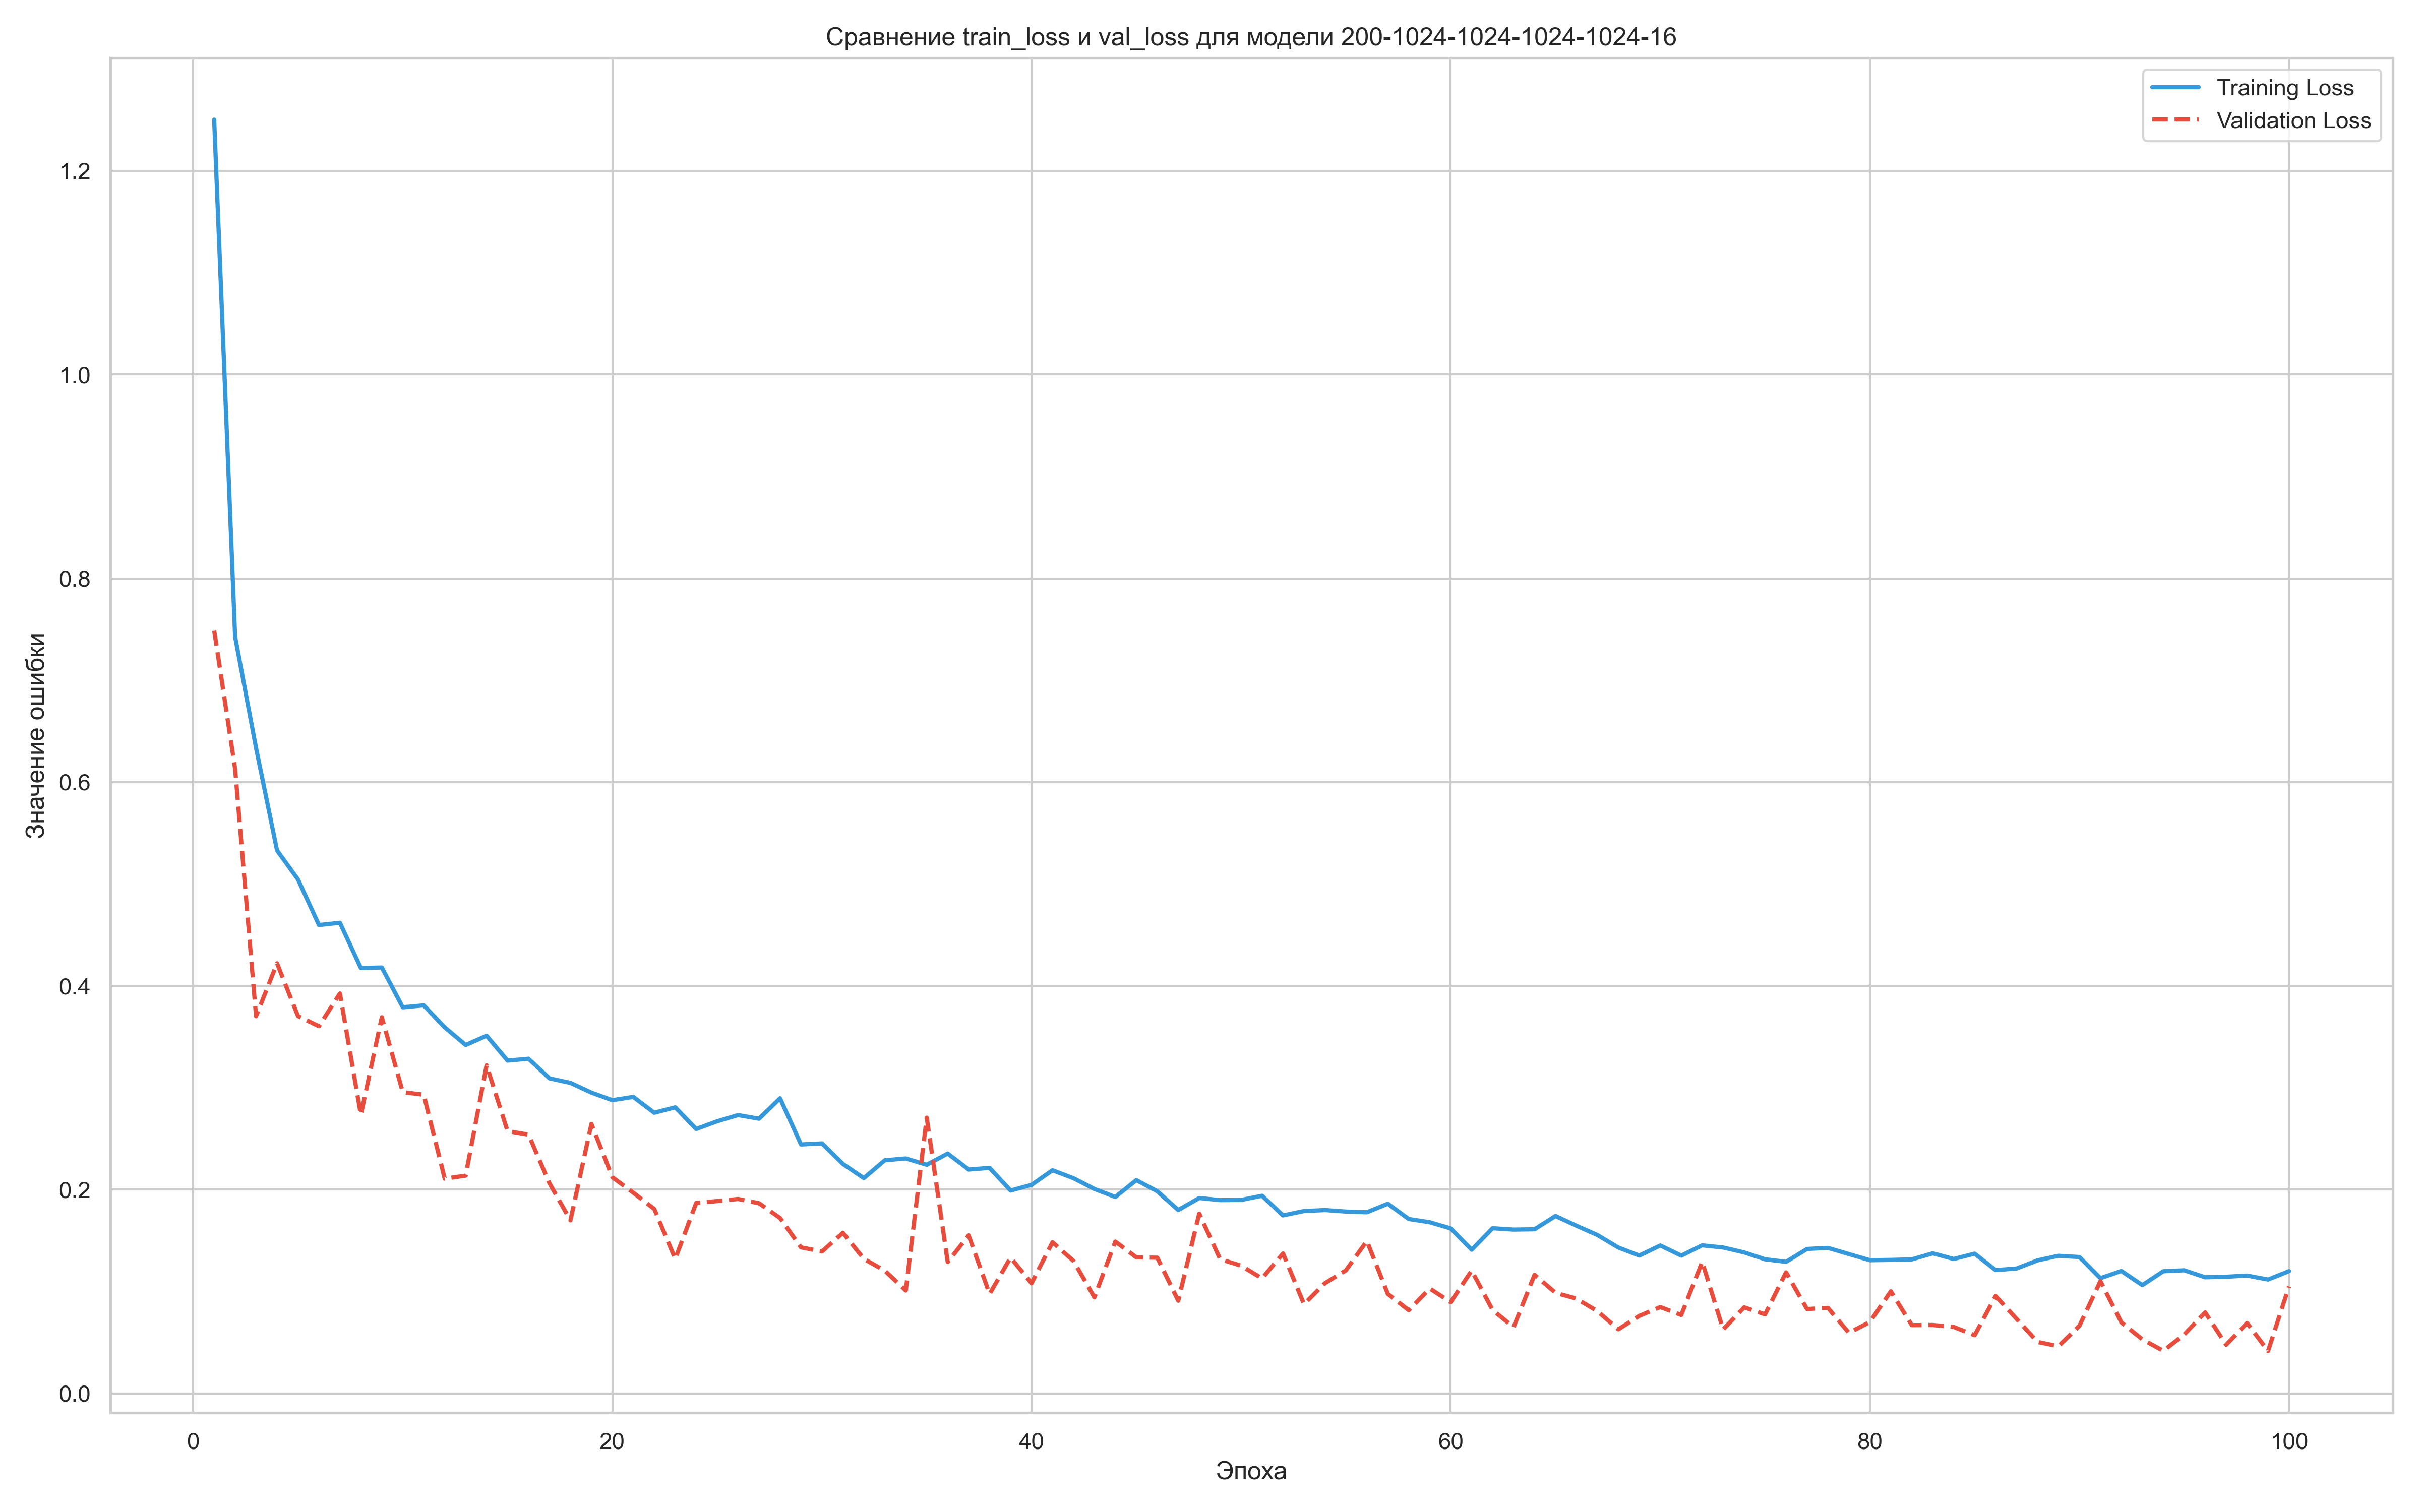 Сравнение train_loss и val_loss для модели 200-1024-1024-1024-1024-16
Training Loss
Validation Loss
Значение ошибки
1.2
1.0
0.8
0.6
0.4
0.2
0.0
0 20 40 60 80 100
Эпоха